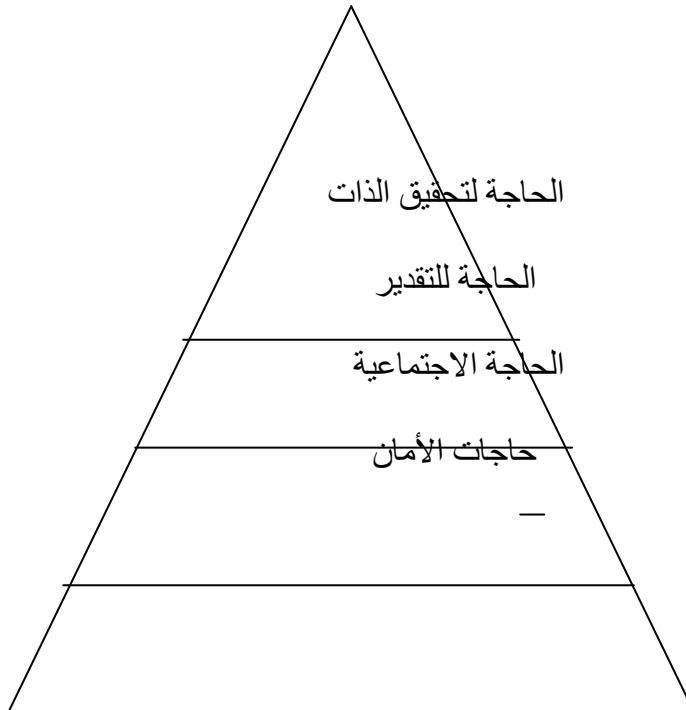 الحاجة لتحقيق الذات
الحاجة للتقدير
الحاجة الاجتماعية
حاجات الأمان